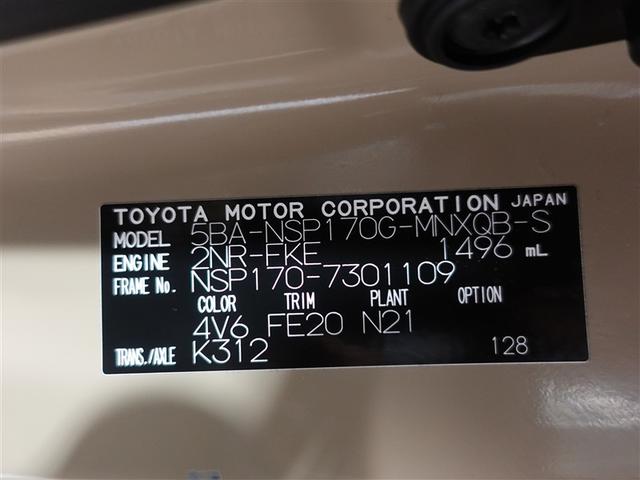 TOYOTA MOTOR CORPORATION JAPAN
MODEL 5BA-NSP170G-MNXQB-S
ENGINE 2NR-FKE 1496 mL
FRAME No. NSP170-7301109
COLOR TRIM PLANT OPTION
4V6 FE20 N21
TRANS./AXLE K312 128